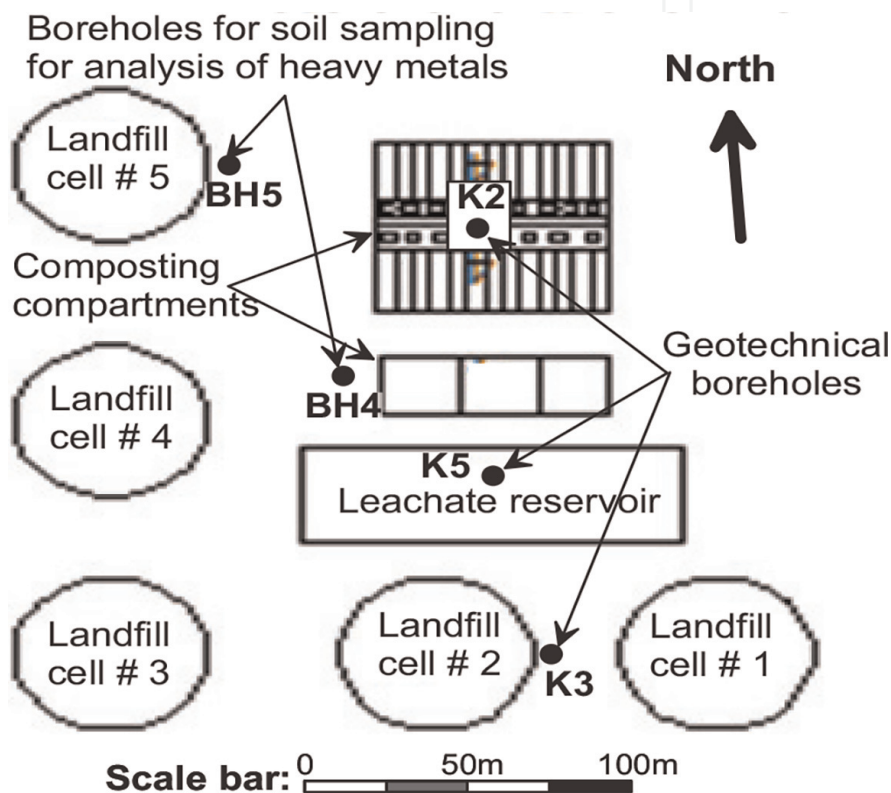 Boreholes for soil sampling
for analysis of heavy metals
North
Landfill
cell # 5
BH5
K2
Composting
compartments
Geotechnical
boreholes
Landfill
cell # 4
BH4
K5
Leachate reservoir
Landfill
cell # 3
Landfill
cell # 2
Landfill
cell # 1
K3
Scale bar: 0 50m 100m